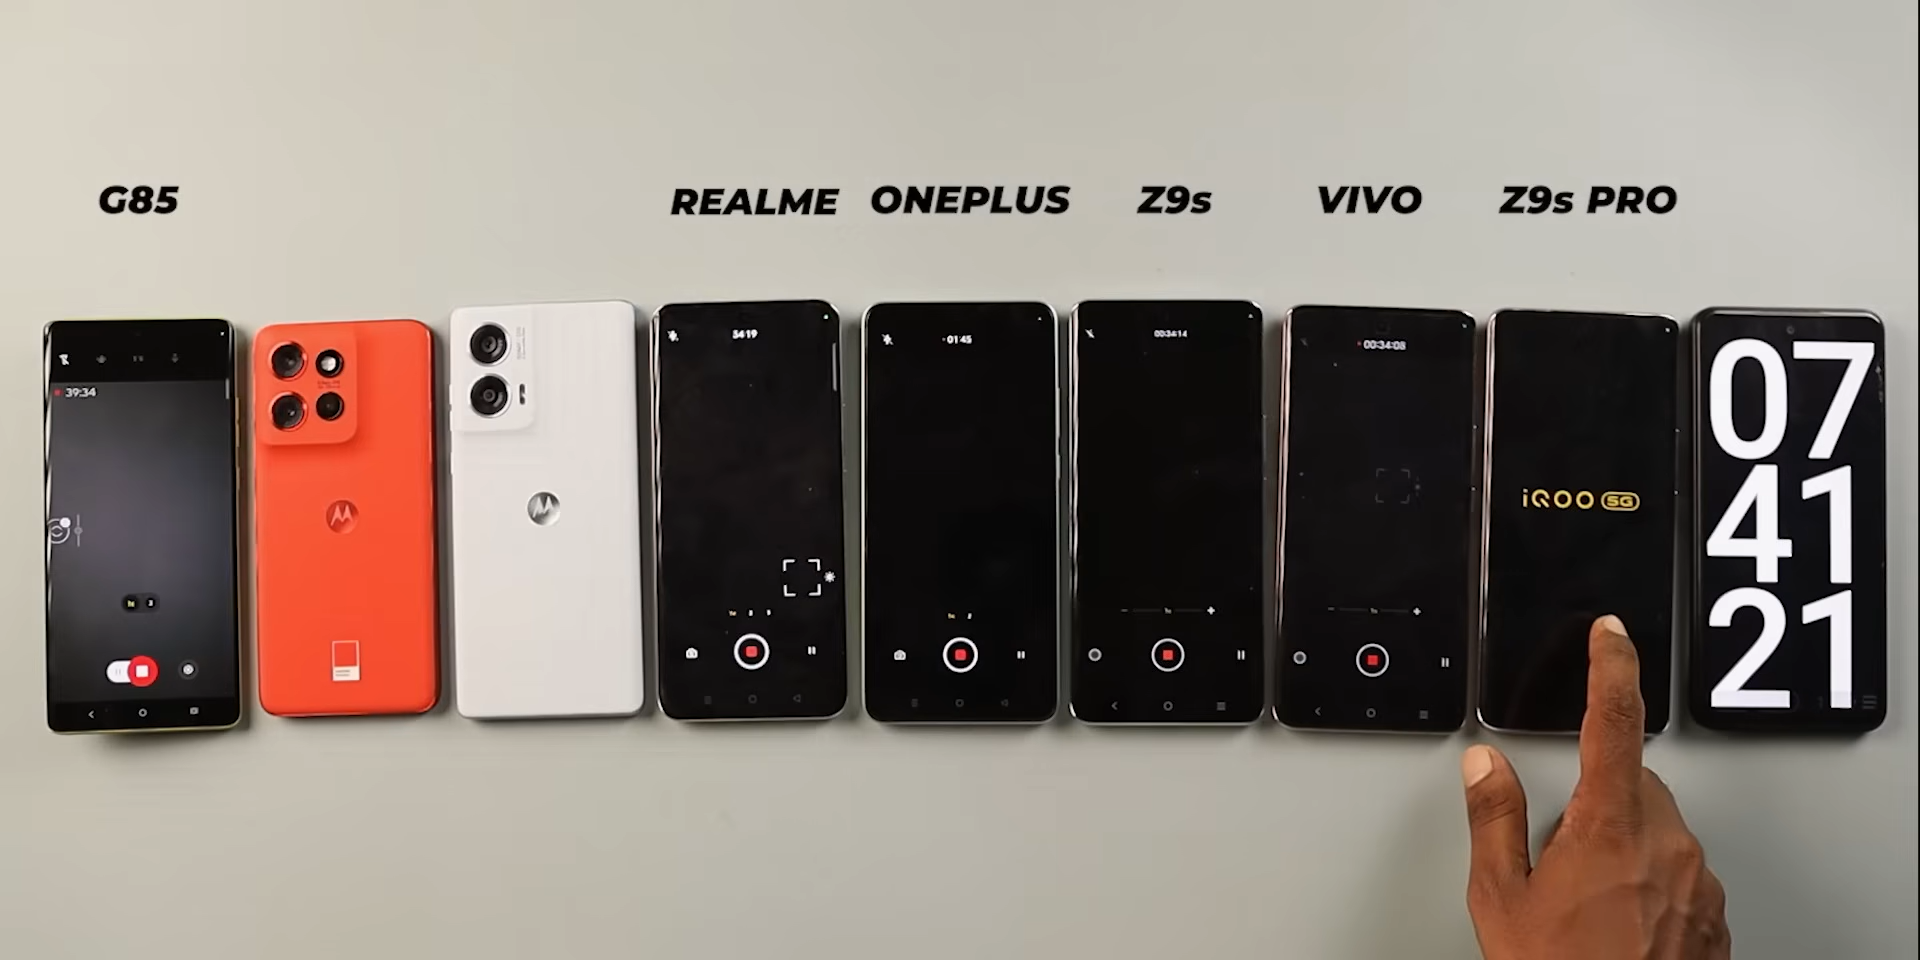 G85
REALME
ONEPLUS
Z9s
VIVO
Z9s PRO
39:34
34:19
01:45
00:34:14
00:34:08
iQOO 5G
07
41
21